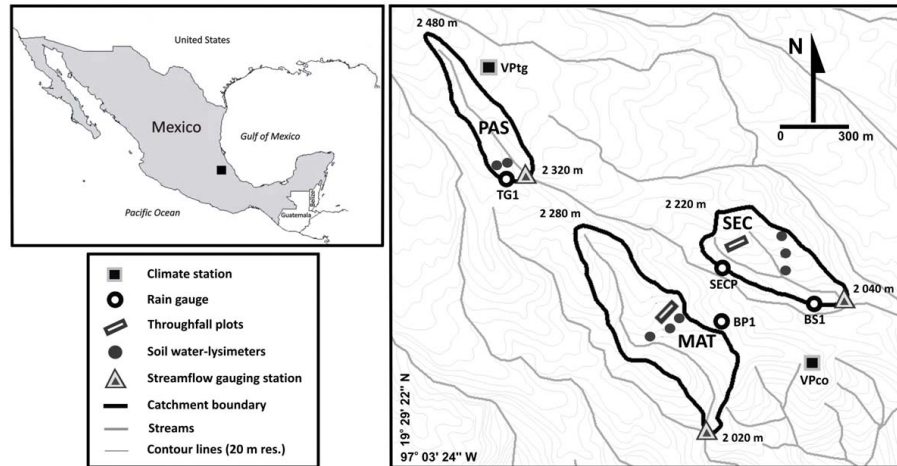 United States
Mexico
Gulf of Mexico
Pacific Ocean
Guatemala
Climate station
Rain gauge
Throughfall plots
Soil water-lysimeters
Streamflow gauging station
Catchment boundary
Streams
Contour lines (20 m res.)
2 480 m
VPtg
N
0 300 m
PAS
2 320 m
TG1
2 280 m
2 220 m
SEC
SECP
2 040 m
BS1
BP1
MAT
VPco
2 020 m
19° 29' 22" N
97° 03' 24" W